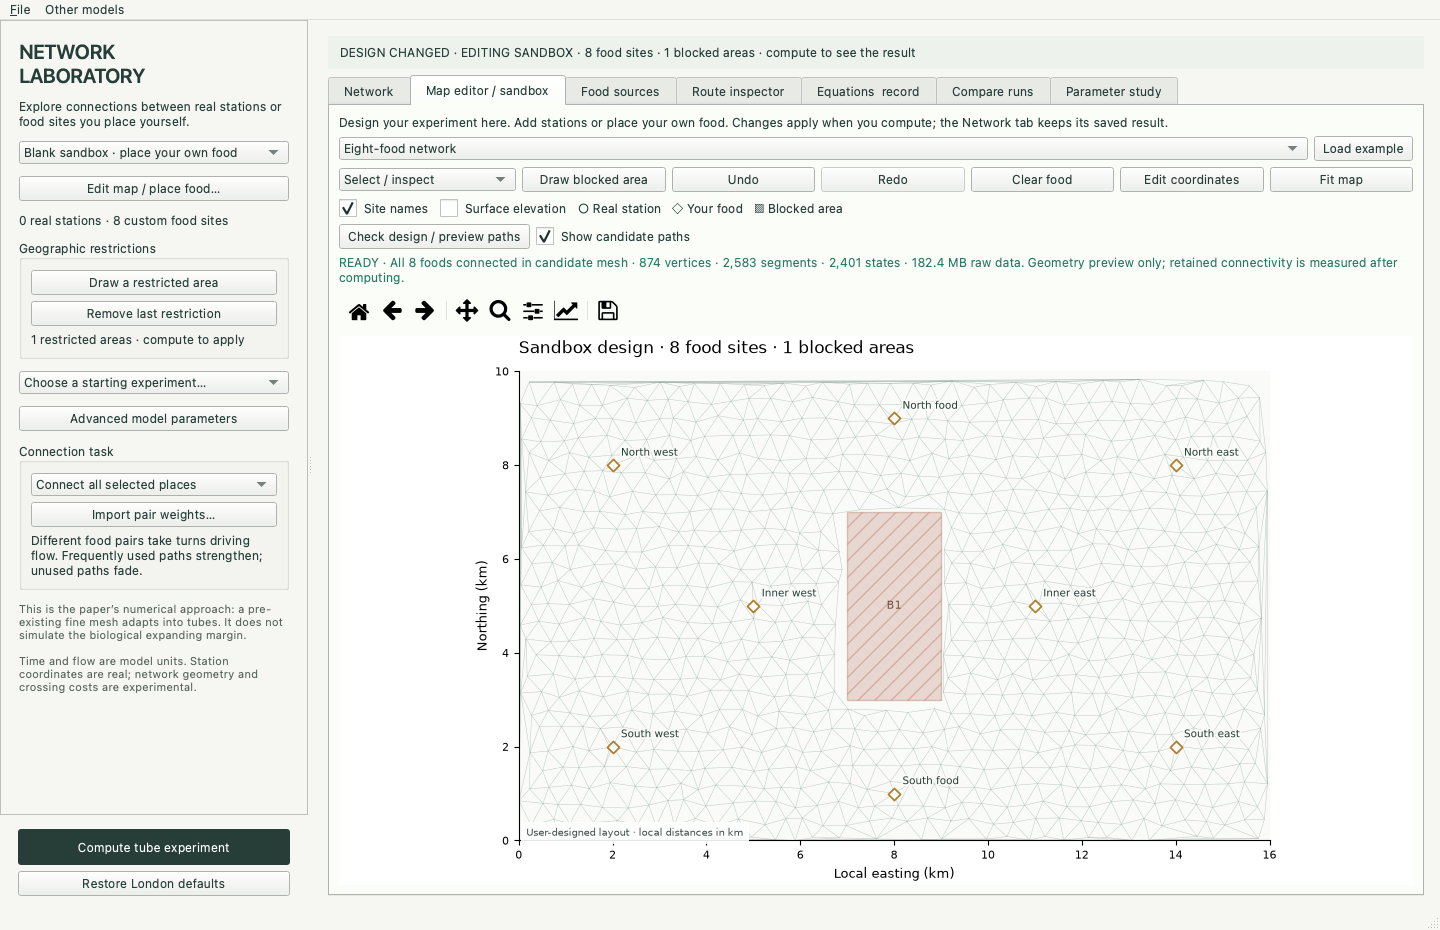 File Other models
NETWORK
LABORATORY
Explore connections between real stations or
food sites you place yourself.
Blank sandbox · place your own food
Edit map / place food...
0 real stations · 8 custom food sites
Geographic restrictions
Draw a restricted area
Remove last restriction
1 restricted areas · compute to apply
Choose a starting experiment...
Advanced model parameters
Connection task
Connect all selected places
Import pair weights...
Different food pairs take turns driving
flow. Frequently used paths strengthen;
unused paths fade.
This is the paper's numerical approach: a pre-
existing fine mesh adapts into tubes. It does not
simulate the biological expanding margin.
Time and flow are model units. Station
coordinates are real; network geometry and
crossing costs are experimental.
Compute tube experiment
Restore London defaults
DESIGN CHANGED · EDITING SANDBOX · 8 food sites · 1 blocked areas · compute to see the result
Network Map editor / sandbox Food sources Route inspector Equations record Compare runs Parameter study
Design your experiment here. Add stations or place your own food. Changes apply when you compute; the Network tab keeps its saved result.
Eight-food network Load example
Select / inspect Draw blocked area Undo Redo Clear food Edit coordinates Fit map
Site names Surface elevation Real station Your food Blocked area
Check design / preview paths Show candidate paths
READY · All 8 foods connected in candidate mesh · 874 vertices · 2,583 segments · 2,401 states · 182.4 MB raw data. Geometry preview only; retained connectivity is measured after
computing.
Sandbox design · 8 food sites · 1 blocked areas
10
North food
North west
North east
8
6
Inner west
Inner east
B1
Northing (km)
4
South west
South east
2
South food
User-designed layout · local distances in km
0
0 2 4 6 8 10 12 14 16
Local easting (km)